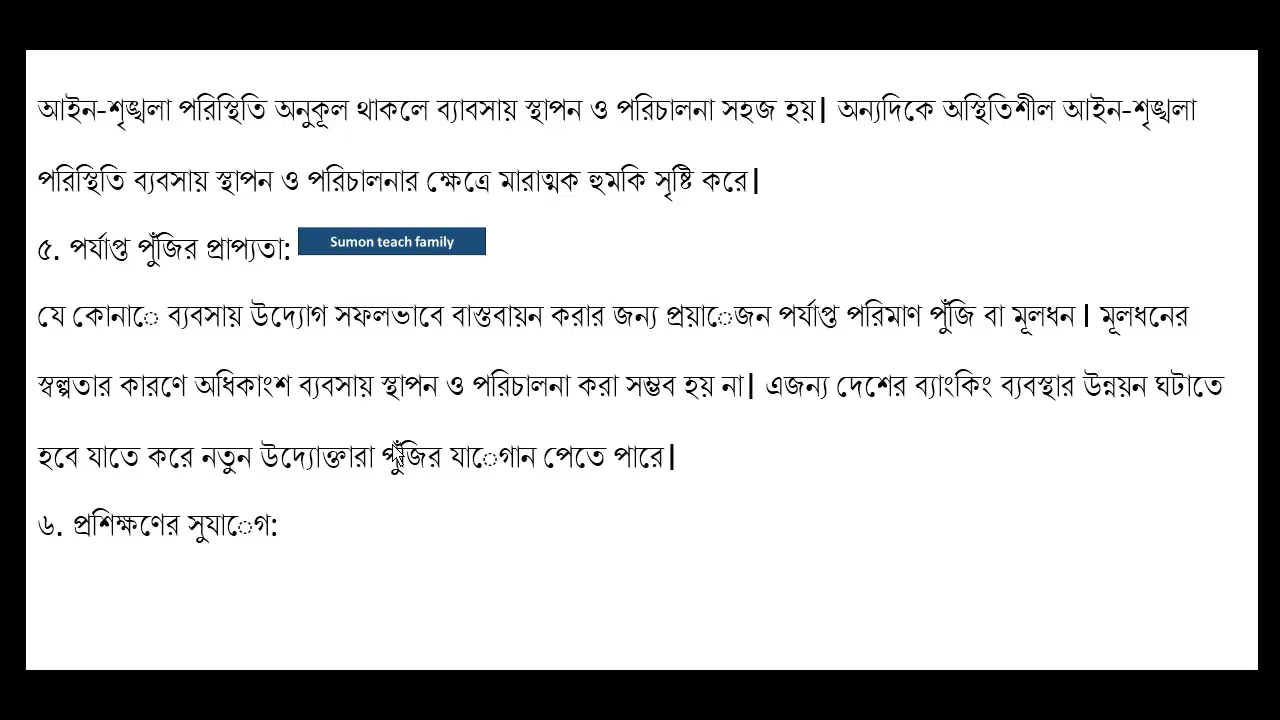 আইন-শৃঙ্খলা পরিস্থিতি অনুকূল থাকলে ব্যাবসায় স্থাপন ও পরিচালনা সহজ হয়| অন্যদিকে অস্থিতিশীল আইন-শৃঙ্খলা
পরিস্থিতি ব্যবসায় স্থাপন ও পরিচালনার ক্ষেত্রে মারাত্মক হুমকি সৃষ্টি করে|
৫. পর্যাপ্ত পুঁজির প্রাপ্যতা: Sumon teach family
যে কোনাে ব্যবসায় উদ্যোগ সফলভাবে বাস্তবায়ন করার জন্য প্রয়ােজন পর্যাপ্ত পরিমাণ পুঁজি বা মূলধন। মূলধনের
স্বল্পতার কারণে অধিকাংশ ব্যবসায় স্থাপন ও পরিচালনা করা সম্ভব হয় না| এজন্য দেশের ব্যাংকিং ব্যবস্থার উন্নয়ন ঘটাতে
হবে যাতে করে নতুন উদ্যোক্তারা পুঁজির যােগান পেতে পারে|
৬. প্রশিক্ষণের সুযােগ: